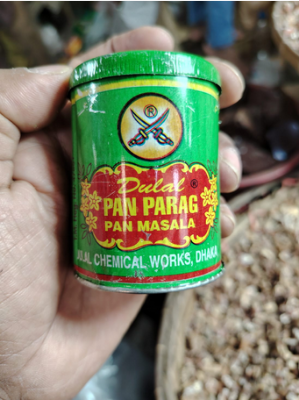 ®
Dulal ®
PAN PARAG
PAN MASALA
DULAL CHEMICAL WORKS, DHAKA